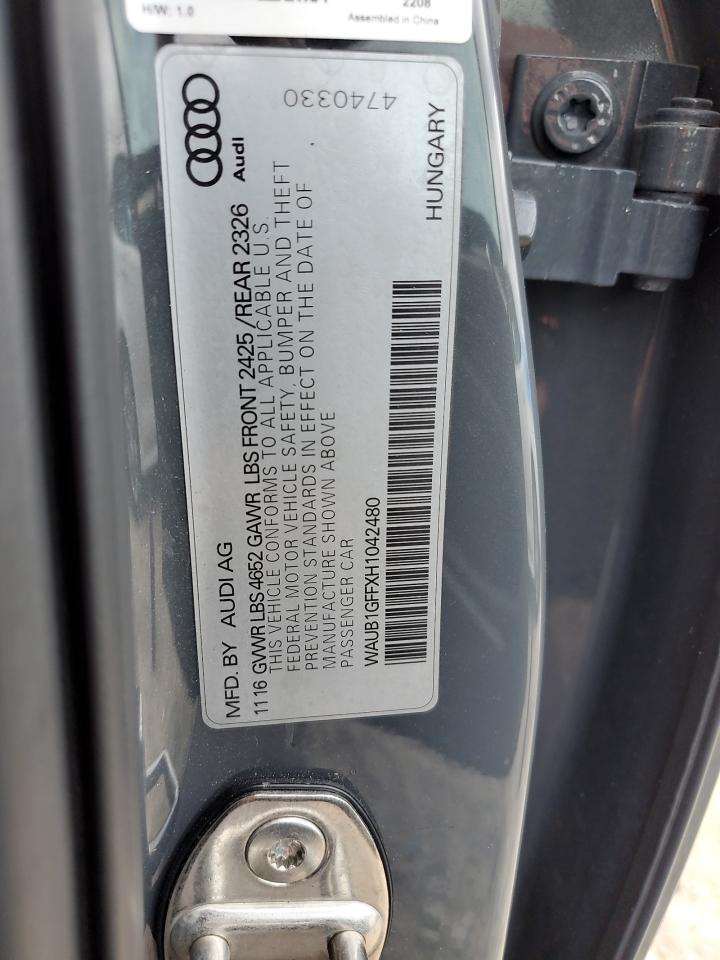 H/W: 1.0
2208
Assembled in China
Audi
4740330
MFD. BY AUDI AG
1116 GVWR LBS 4652 GAWR LBS FRONT 2425 /REAR 2326
THIS VEHICLE CONFORMS TO ALL APPLICABLE U.S.
FEDERAL MOTOR VEHICLE SAFETY, BUMPER AND THEFT
PREVENTION STANDARDS IN EFFECT ON THE DATE OF
MANUFACTURE SHOWN ABOVE
PASSENGER CAR
WAUB1GFFXH1042480
HUNGARY